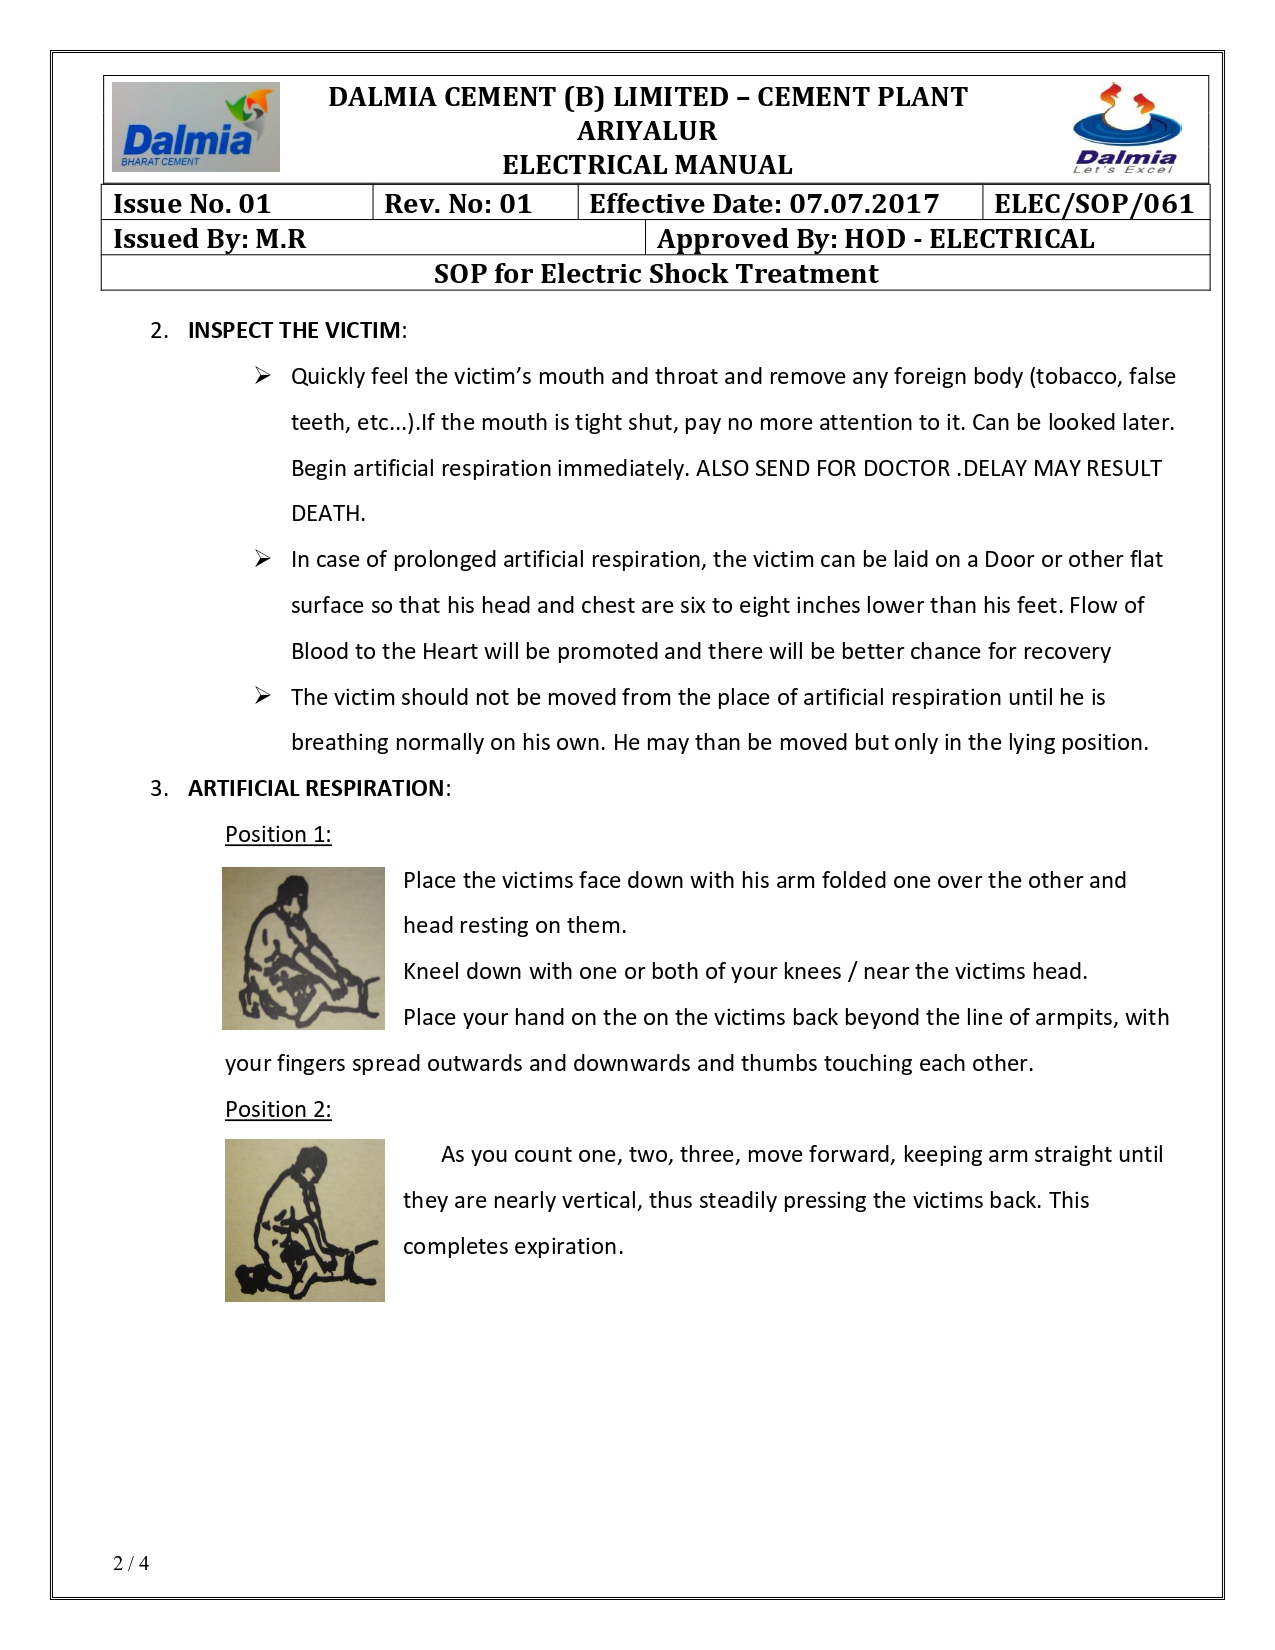 Dalmia
BHARAT CEMENT
DALMIA CEMENT (B) LIMITED – CEMENT PLANT
ARIYALUR
ELECTRICAL MANUAL
Dalmia
Let's Excel
Issue No. 01 Rev. No: 01 Effective Date: 07.07.2017 ELEC/SOP/061
Issued By: M.R Approved By: HOD - ELECTRICAL
SOP for Electric Shock Treatment
2. INSPECT THE VICTIM:
➢ Quickly feel the victim’s mouth and throat and remove any foreign body (tobacco, false
teeth, etc...).If the mouth is tight shut, pay no more attention to it. Can be looked later.
Begin artificial respiration immediately. ALSO SEND FOR DOCTOR .DELAY MAY RESULT
DEATH.
➢ In case of prolonged artificial respiration, the victim can be laid on a Door or other flat
surface so that his head and chest are six to eight inches lower than his feet. Flow of
Blood to the Heart will be promoted and there will be better chance for recovery
➢ The victim should not be moved from the place of artificial respiration until he is
breathing normally on his own. He may than be moved but only in the lying position.
3. ARTIFICIAL RESPIRATION:
Position 1:
Place the victims face down with his arm folded one over the other and
head resting on them.
Kneel down with one or both of your knees / near the victims head.
Place your hand on the on the victims back beyond the line of armpits, with
your fingers spread outwards and downwards and thumbs touching each other.
Position 2:
As you count one, two, three, move forward, keeping arm straight until
they are nearly vertical, thus steadily pressing the victims back. This
completes expiration.
2 / 4